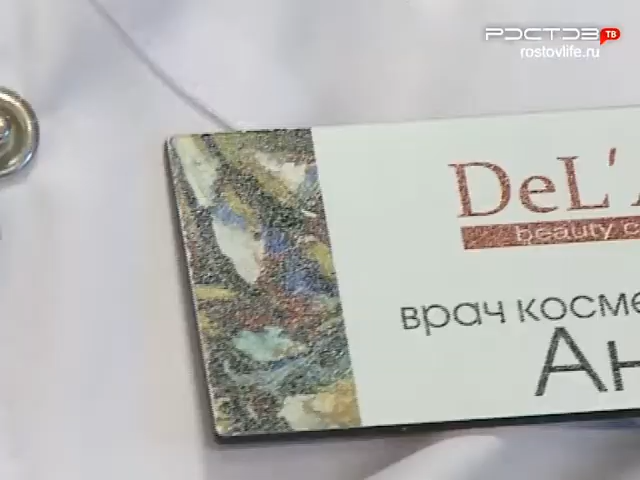 РОСТОВ ТВ
rostovlife.ru
DeL'
beauty c
врач косме
Ан